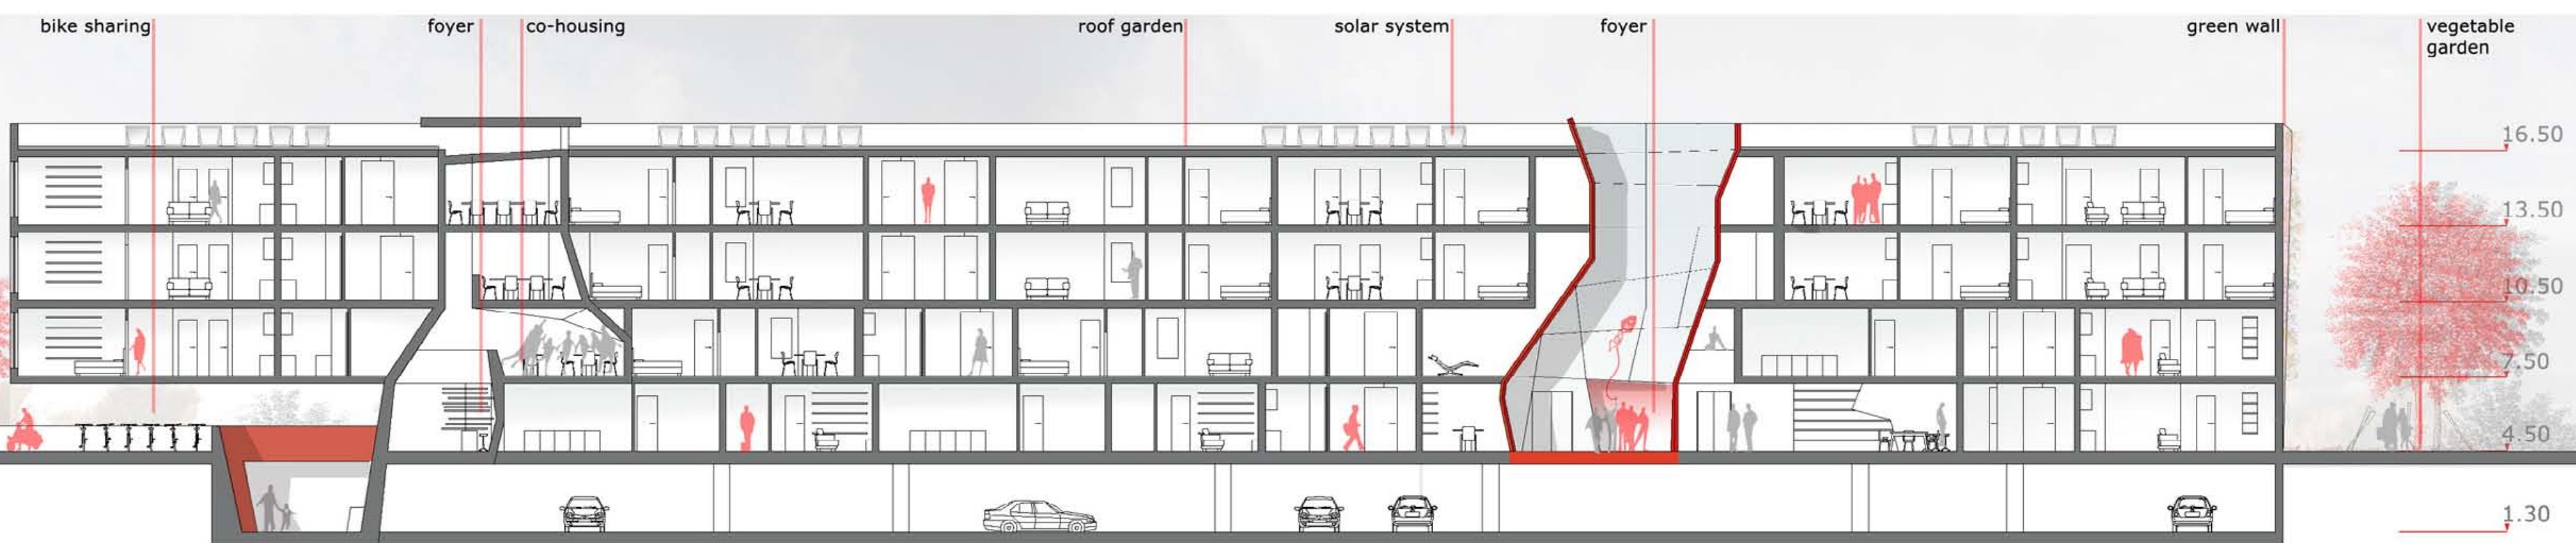 bike sharing
foyer
co-housing
roof garden
solar system
foyer
green wall
vegetable
garden
16.50
13.50
10.50
7.50
4.50
1.30